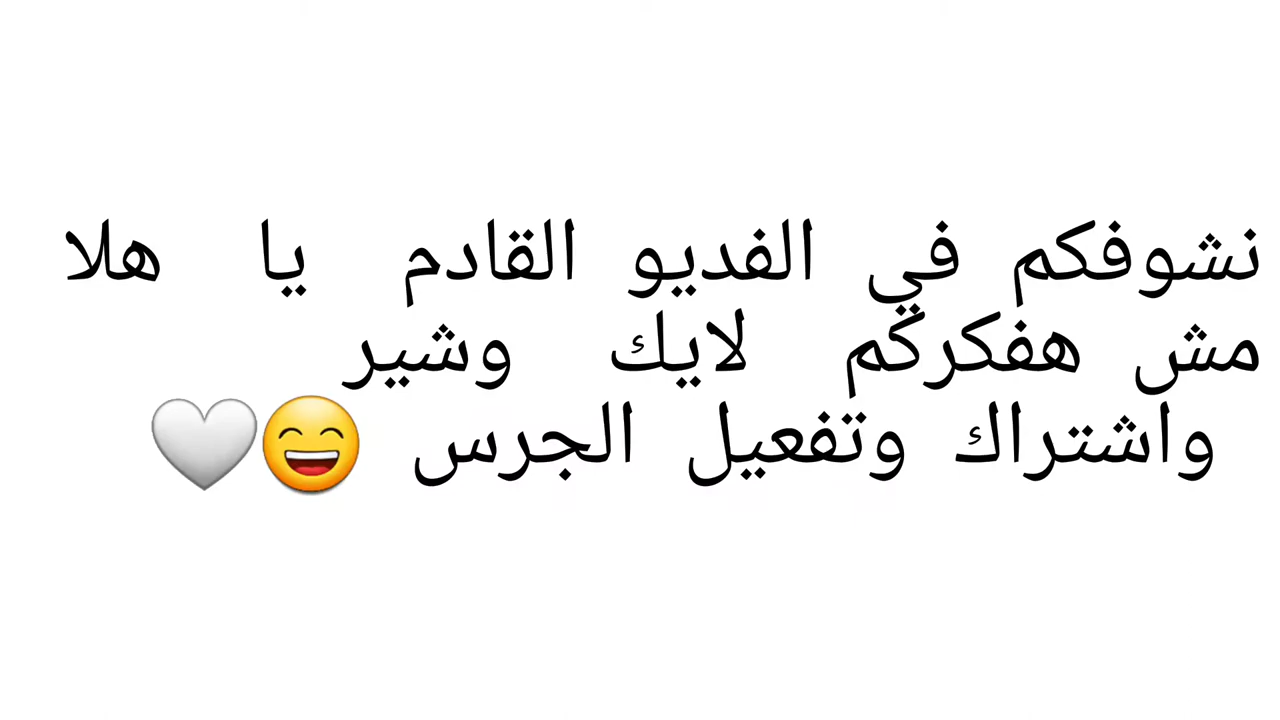 نشوفكم في الفديو القادم يا هلا
مش هفكركم لايك وشير
واشتراك وتفعيل الجرس 😄🤍